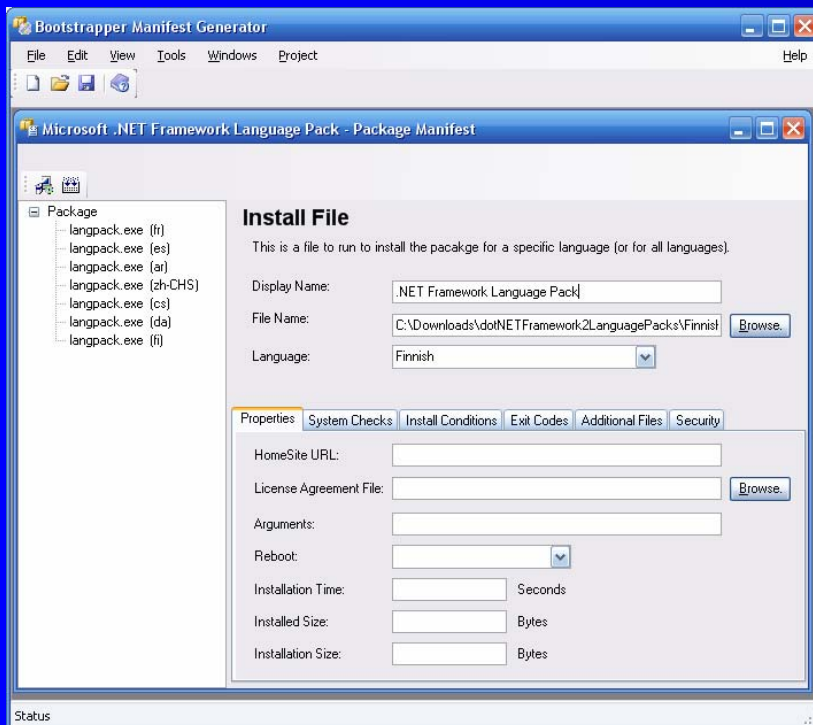 Bootstrapper Manifest Generator
File Edit View Tools Windows Project Help
Microsoft .NET Framework Language Pack - Package Manifest
Package
langpack.exe (fr)
langpack.exe (es)
langpack.exe (ar)
langpack.exe (zh-CHS)
langpack.exe (cs)
langpack.exe (da)
langpack.exe (fi)
Install File
This is a file to run to install the pacakge for a specific language (or for all languages).
Display Name: .NET Framework Language Pack
File Name: C:\Downloads\dotNETFramework2LanguagePacks\Finnish Browse.
Language: Finnish
Properties System Checks Install Conditions Exit Codes Additional Files Security
HomeSite URL:
License Agreement File: Browse.
Arguments:
Reboot:
Installation Time: Seconds
Installed Size: Bytes
Installation Size: Bytes
Status